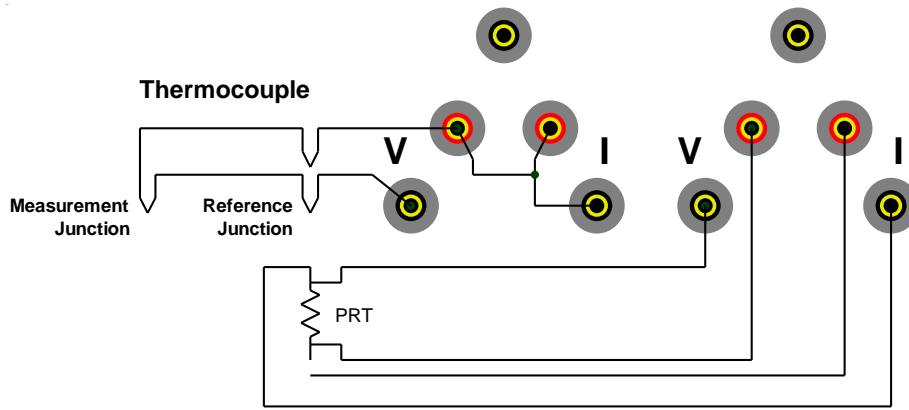 Thermocouple
V
I
V
I
Measurement
Junction
Reference
Junction
PRT